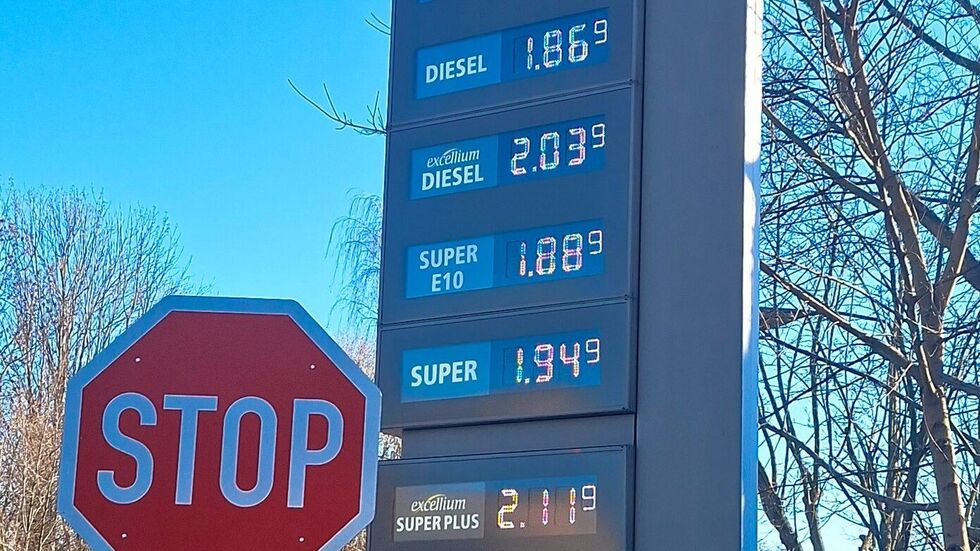 DIESEL 1.86⁹
excellium
DIESEL 2.03⁹
SUPER
E10 1.88⁹
SUPER 1.94⁹
STOP
excellium
SUPER PLUS 2.11⁹